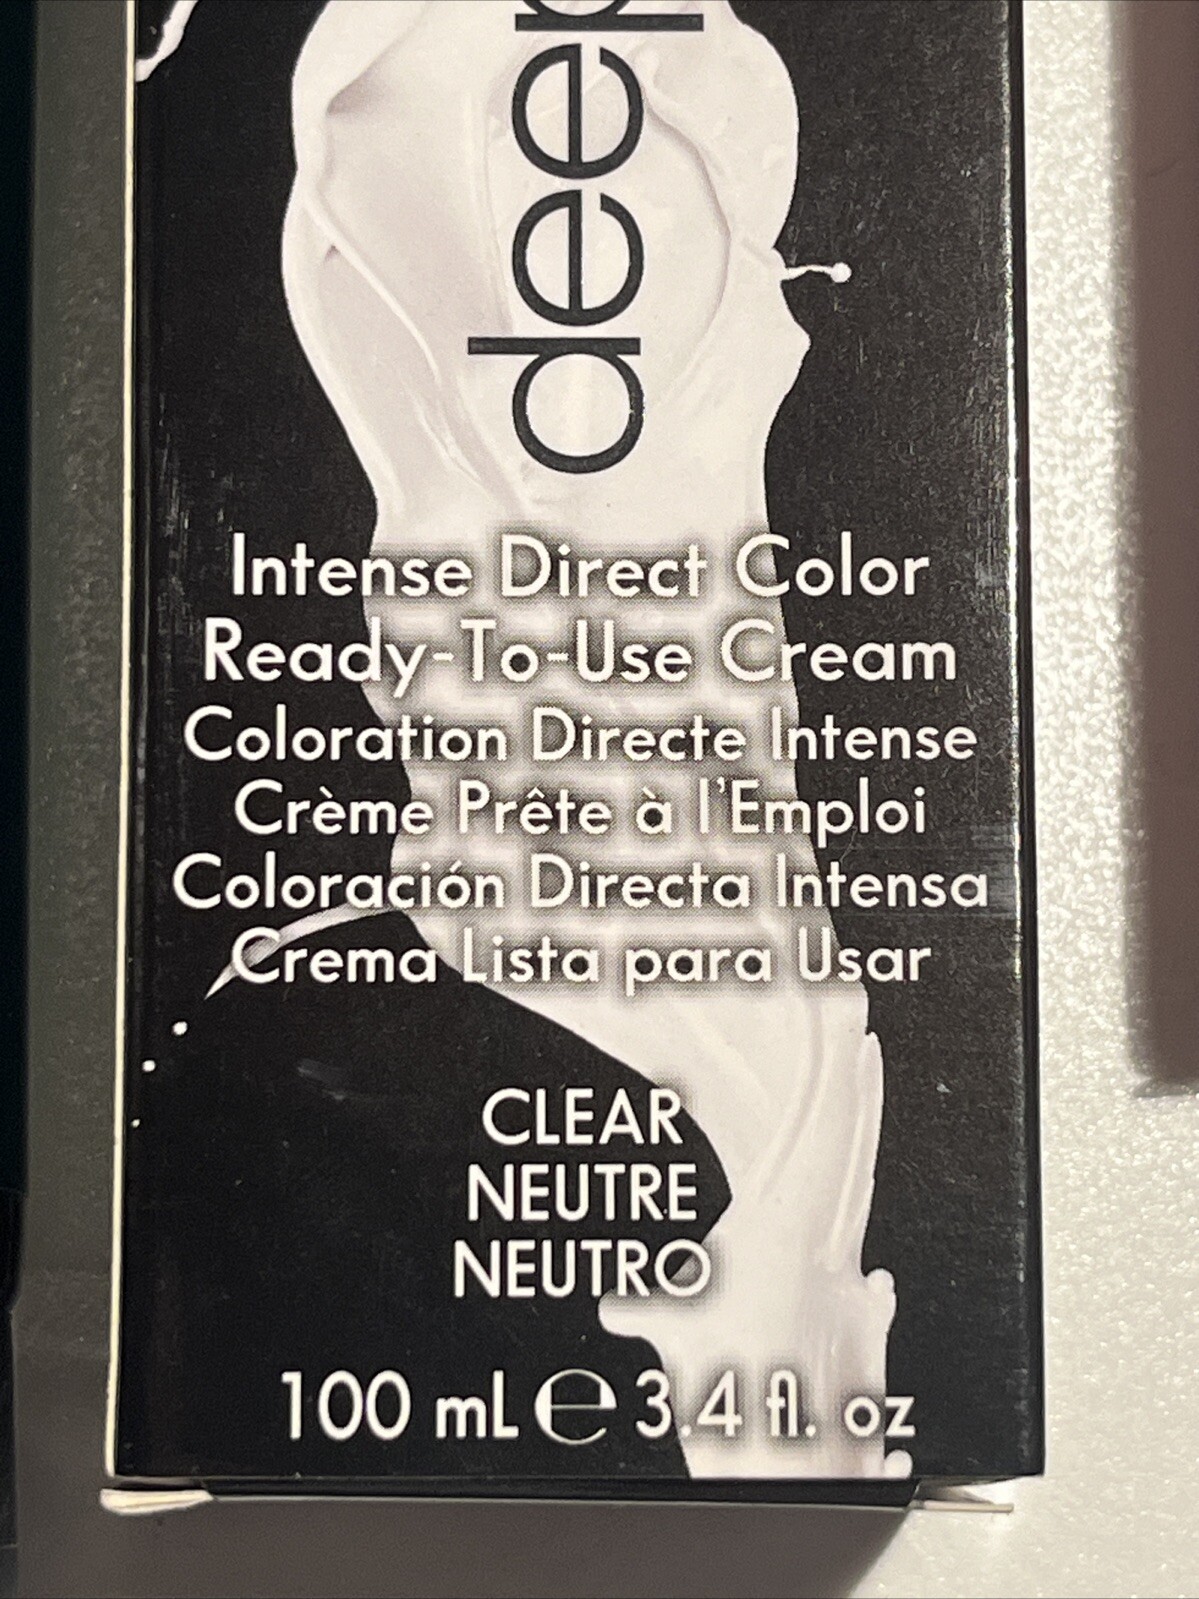 Intense Direct Color
Ready-To-Use Cream
Coloration Directe Intense
Crème Prête à l'Emploi
Coloración Directa Intensa
Crema Lista para Usar
CLEAR
NEUTRE
NEUTRO
100 mL ℮ 3.4 fl. oz